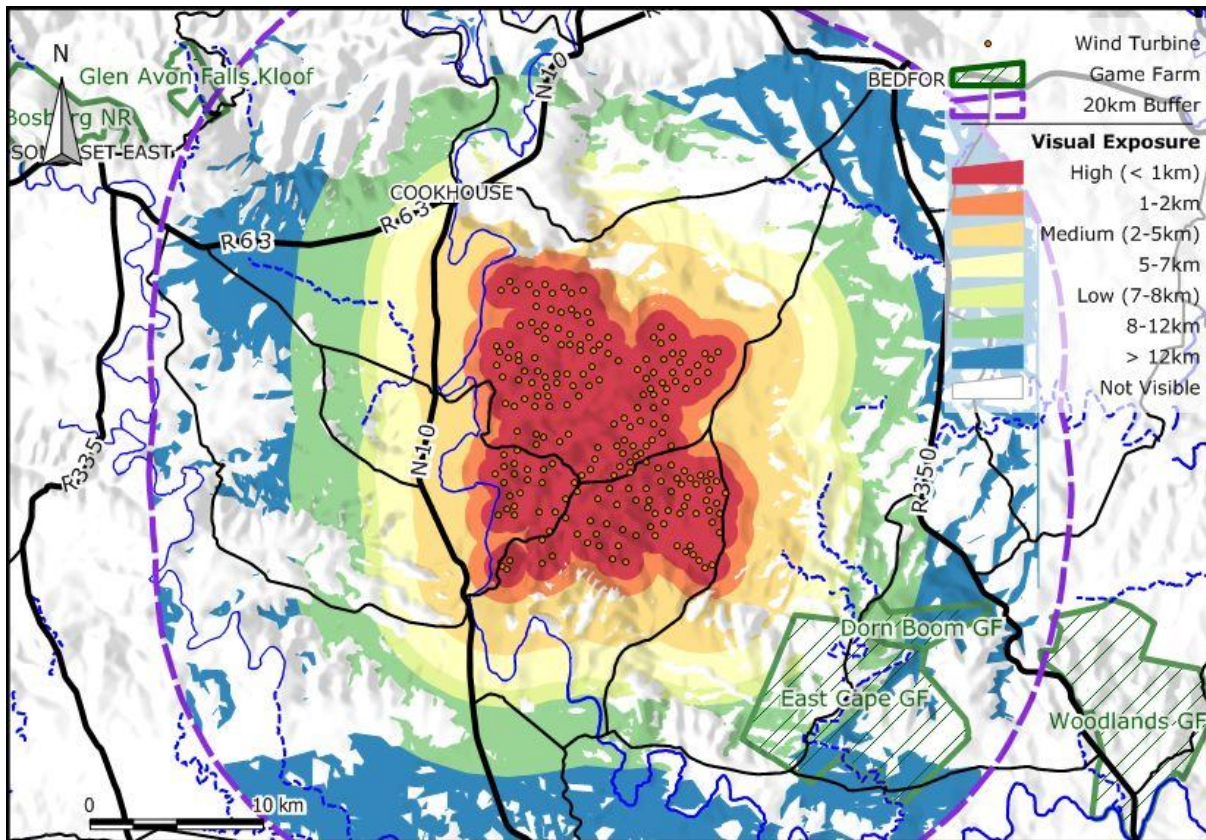 N
Glen Avon Falls Kloof
Bosberg NR
SOM
SET-EAST
COOKHOUSE
BEDFOR
N10
R63
R63
N10
R335
R350
Dorn Boom GF
East Cape GF
Woodlands GF
0
10 km
Wind Turbine
Game Farm
20km Buffer
Visual Exposure
High (< 1km)
1-2km
Medium (2-5km)
5-7km
Low (7-8km)
8-12km
> 12km
Not Visible